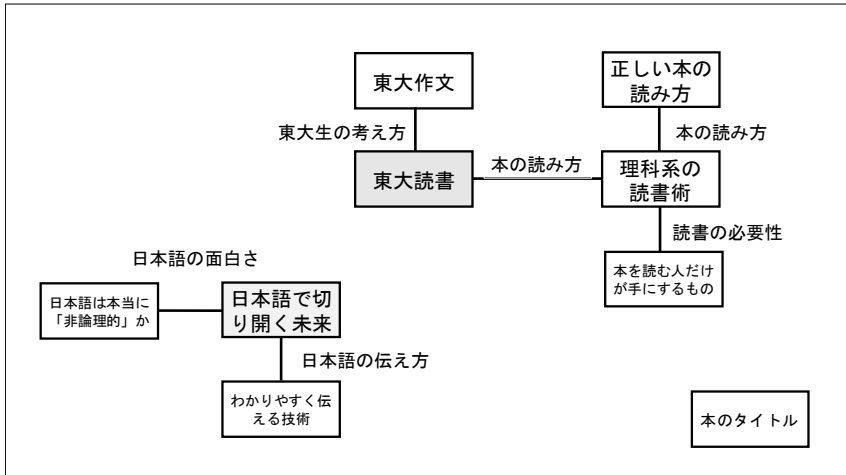 東大作文
正しい本の
読み方
東大生の考え方
本の読み方
東大読書
本の読み方
理科系の
読書術
読書の必要性
本を読む人だけ
が手にするもの
日本語の面白さ
日本語は本当に
「非論理的」か
日本語で切
り開く未来
日本語の伝え方
わかりやすく伝
える技術
本のタイトル